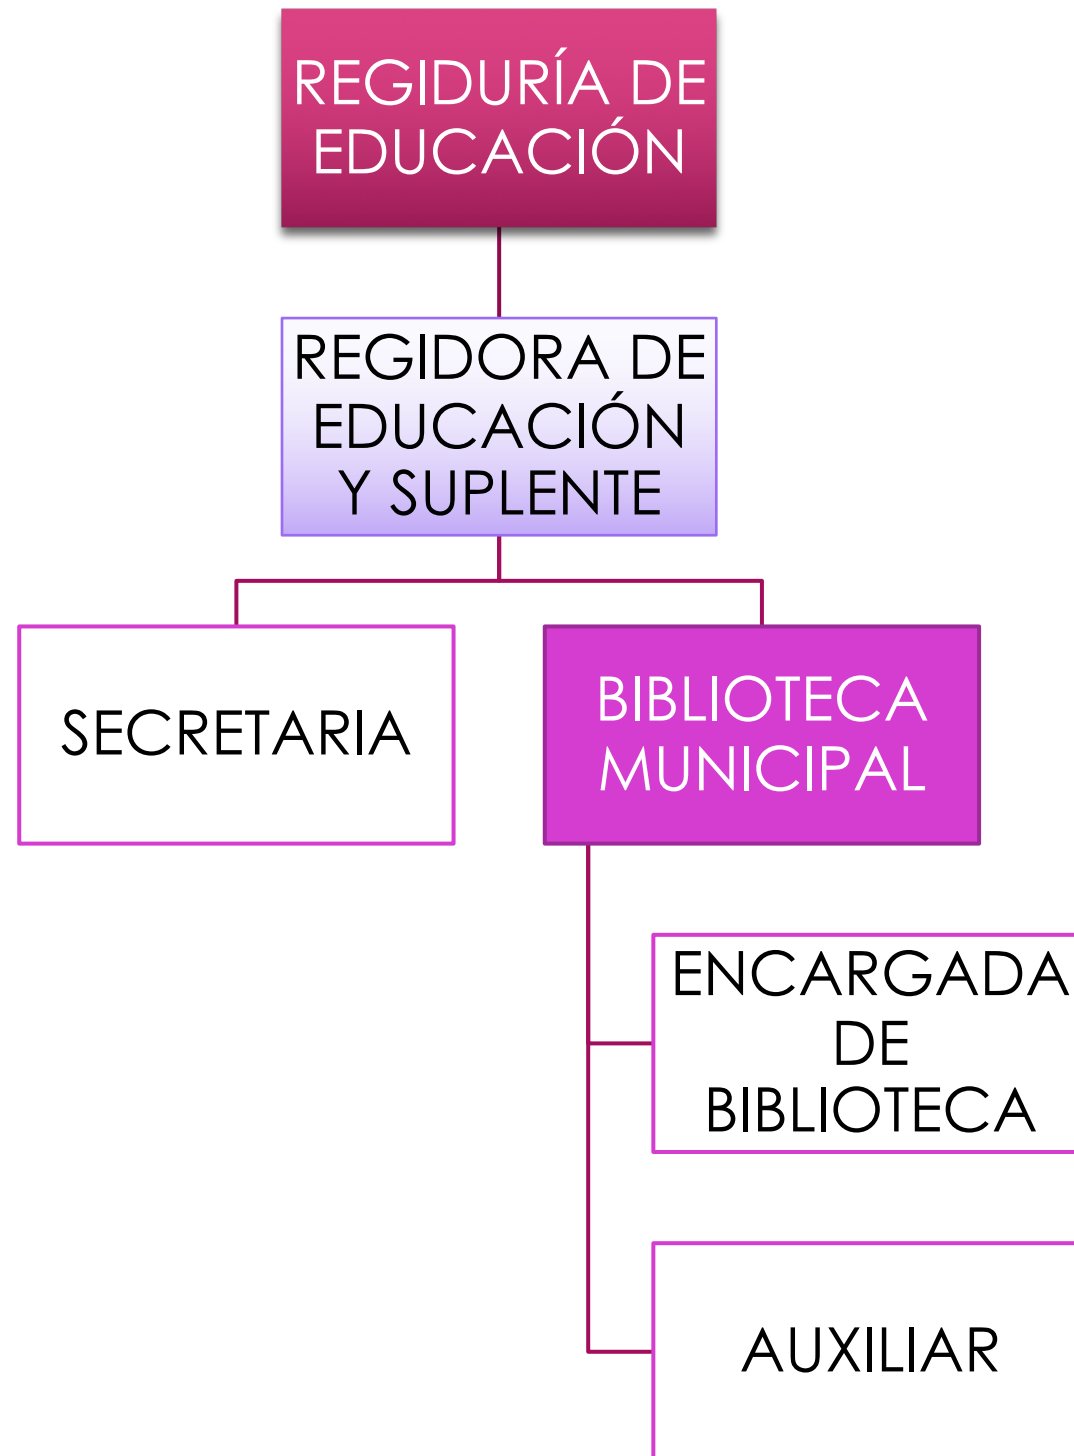 REGIDURÍA DE
EDUCACIÓN
REGIDORA DE
EDUCACIÓN
Y SUPLENTE
SECRETARIA
BIBLIOTECA
MUNICIPAL
ENCARGADA
DE
BIBLIOTECA
AUXILIAR